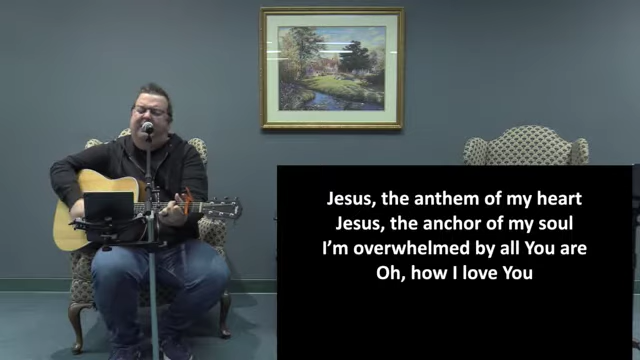 Jesus, the anthem of my heart
Jesus, the anchor of my soul
I'm overwhelmed by all You are
Oh, how I love You